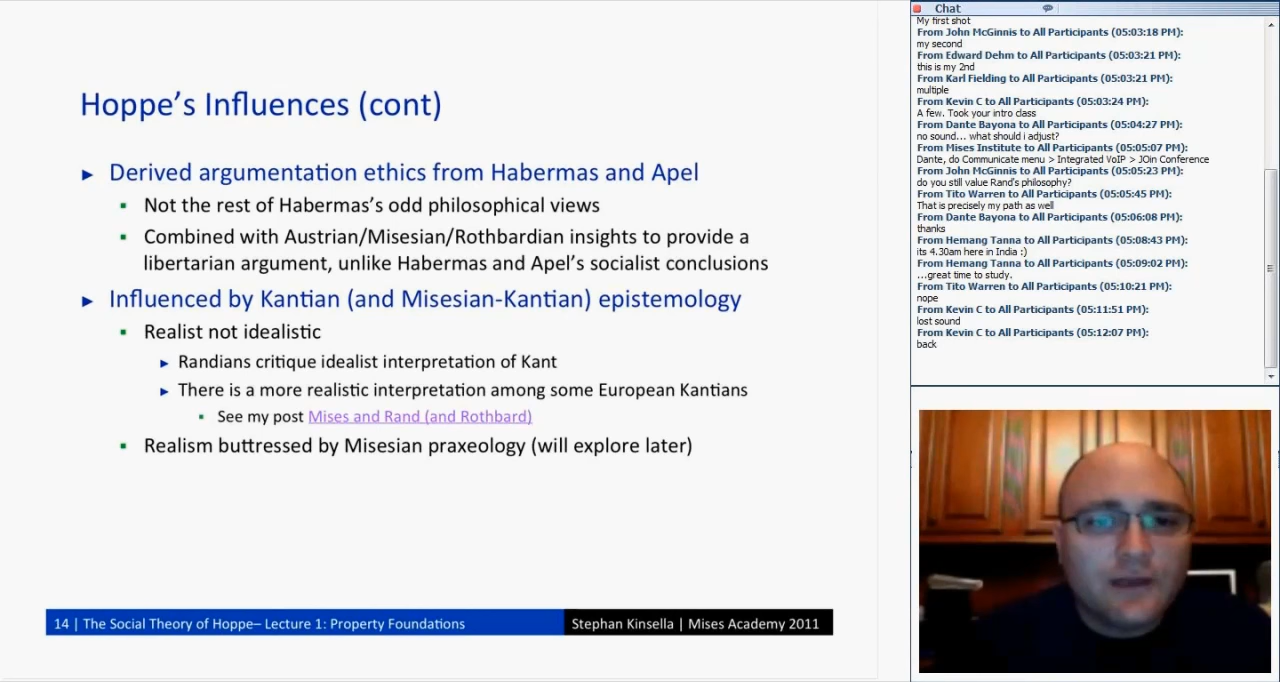 Hoppe's Influences (cont)
► Derived argumentation ethics from Habermas and Apel
▪ Not the rest of Habermas's odd philosophical views
▪ Combined with Austrian/Misesian/Rothbardian insights to provide a
libertarian argument, unlike Habermas and Apel's socialist conclusions
► Influenced by Kantian (and Misesian-Kantian) epistemology
▪ Realist not idealistic
► Randians critique idealist interpretation of Kant
► There is a more realistic interpretation among some European Kantians
▪ See my post Mises and Rand (and Rothbard)
▪ Realism buttressed by Misesian praxeology (will explore later)
14 | The Social Theory of Hoppe– Lecture 1: Property Foundations
Stephan Kinsella | Mises Academy 2011
Chat
My first shot
From John McGinnis to All Participants (05:03:18 PM):
my second
From Edward Dehm to All Participants (05:03:21 PM):
this is my 2nd
From Karl Fielding to All Participants (05:03:21 PM):
multiple
From Kevin C to All Participants (05:03:24 PM):
A few. Took your intro class
From Dante Bayona to All Participants (05:04:27 PM):
no sound... what should i adjust?
From Mises Institute to All Participants (05:05:07 PM):
Dante, do Communicate menu > Integrated VoIP > JOin Conference
From John McGinnis to All Participants (05:05:23 PM):
do you still value Rand's philosophy?
From Tito Warren to All Participants (05:05:45 PM):
That is precisely my path as well
From Dante Bayona to All Participants (05:06:08 PM):
thanks
From Hemang Tanna to All Participants (05:08:43 PM):
its 4.30am here in India :)
From Hemang Tanna to All Participants (05:09:02 PM):
...great time to study.
From Tito Warren to All Participants (05:10:21 PM):
nope
From Kevin C to All Participants (05:11:51 PM):
lost sound
From Kevin C to All Participants (05:12:07 PM):
back